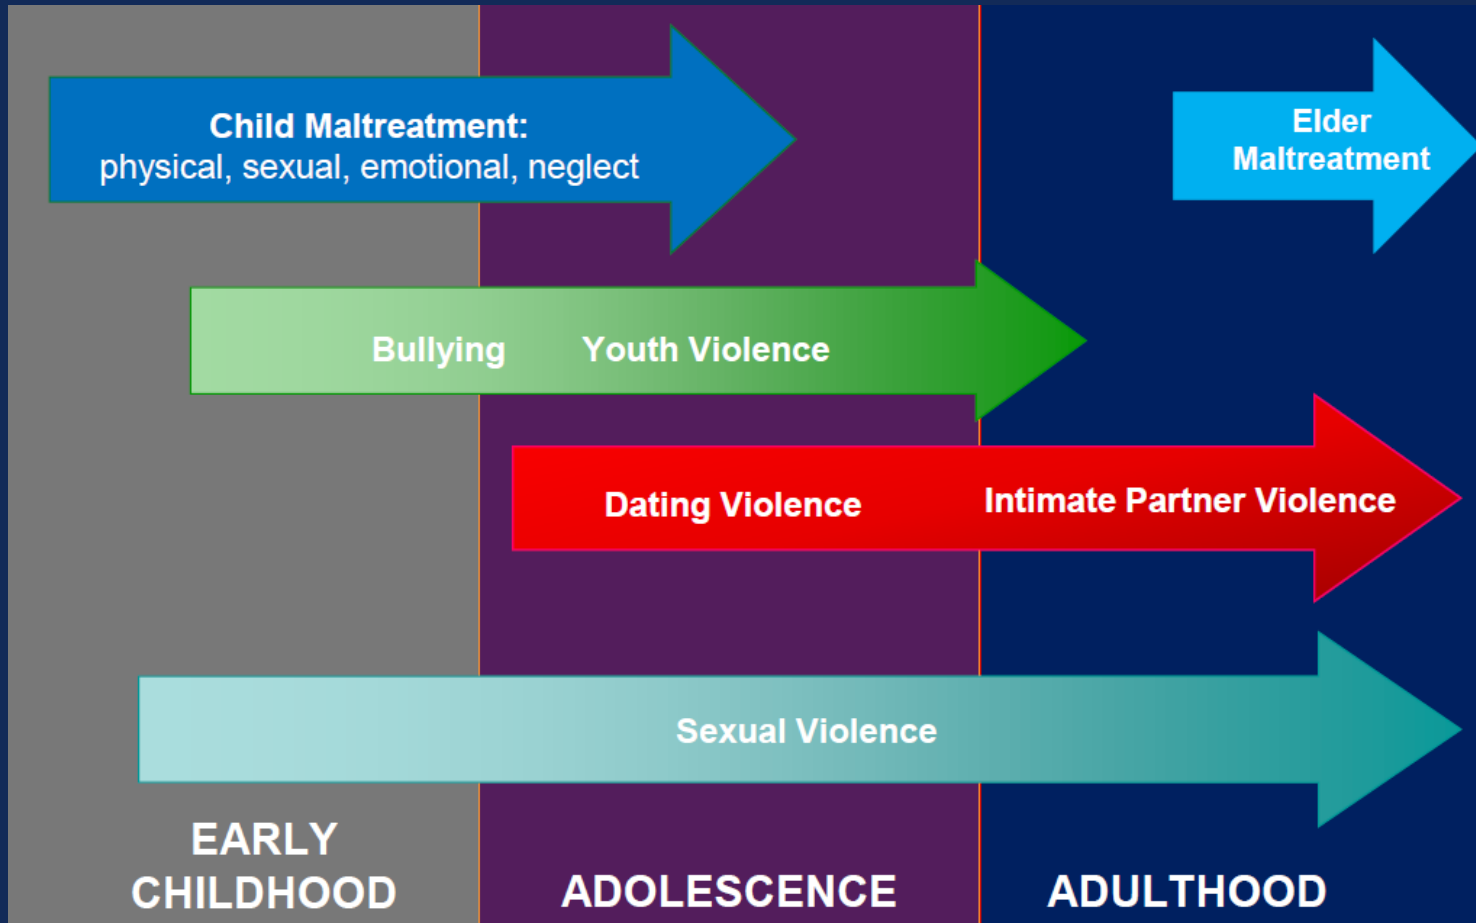 Child Maltreatment:
physical, sexual, emotional, neglect
Elder
Maltreatment
Bullying
Youth Violence
Dating Violence
Intimate Partner Violence
Sexual Violence
EARLY
CHILDHOOD
ADOLESCENCE
ADULTHOOD